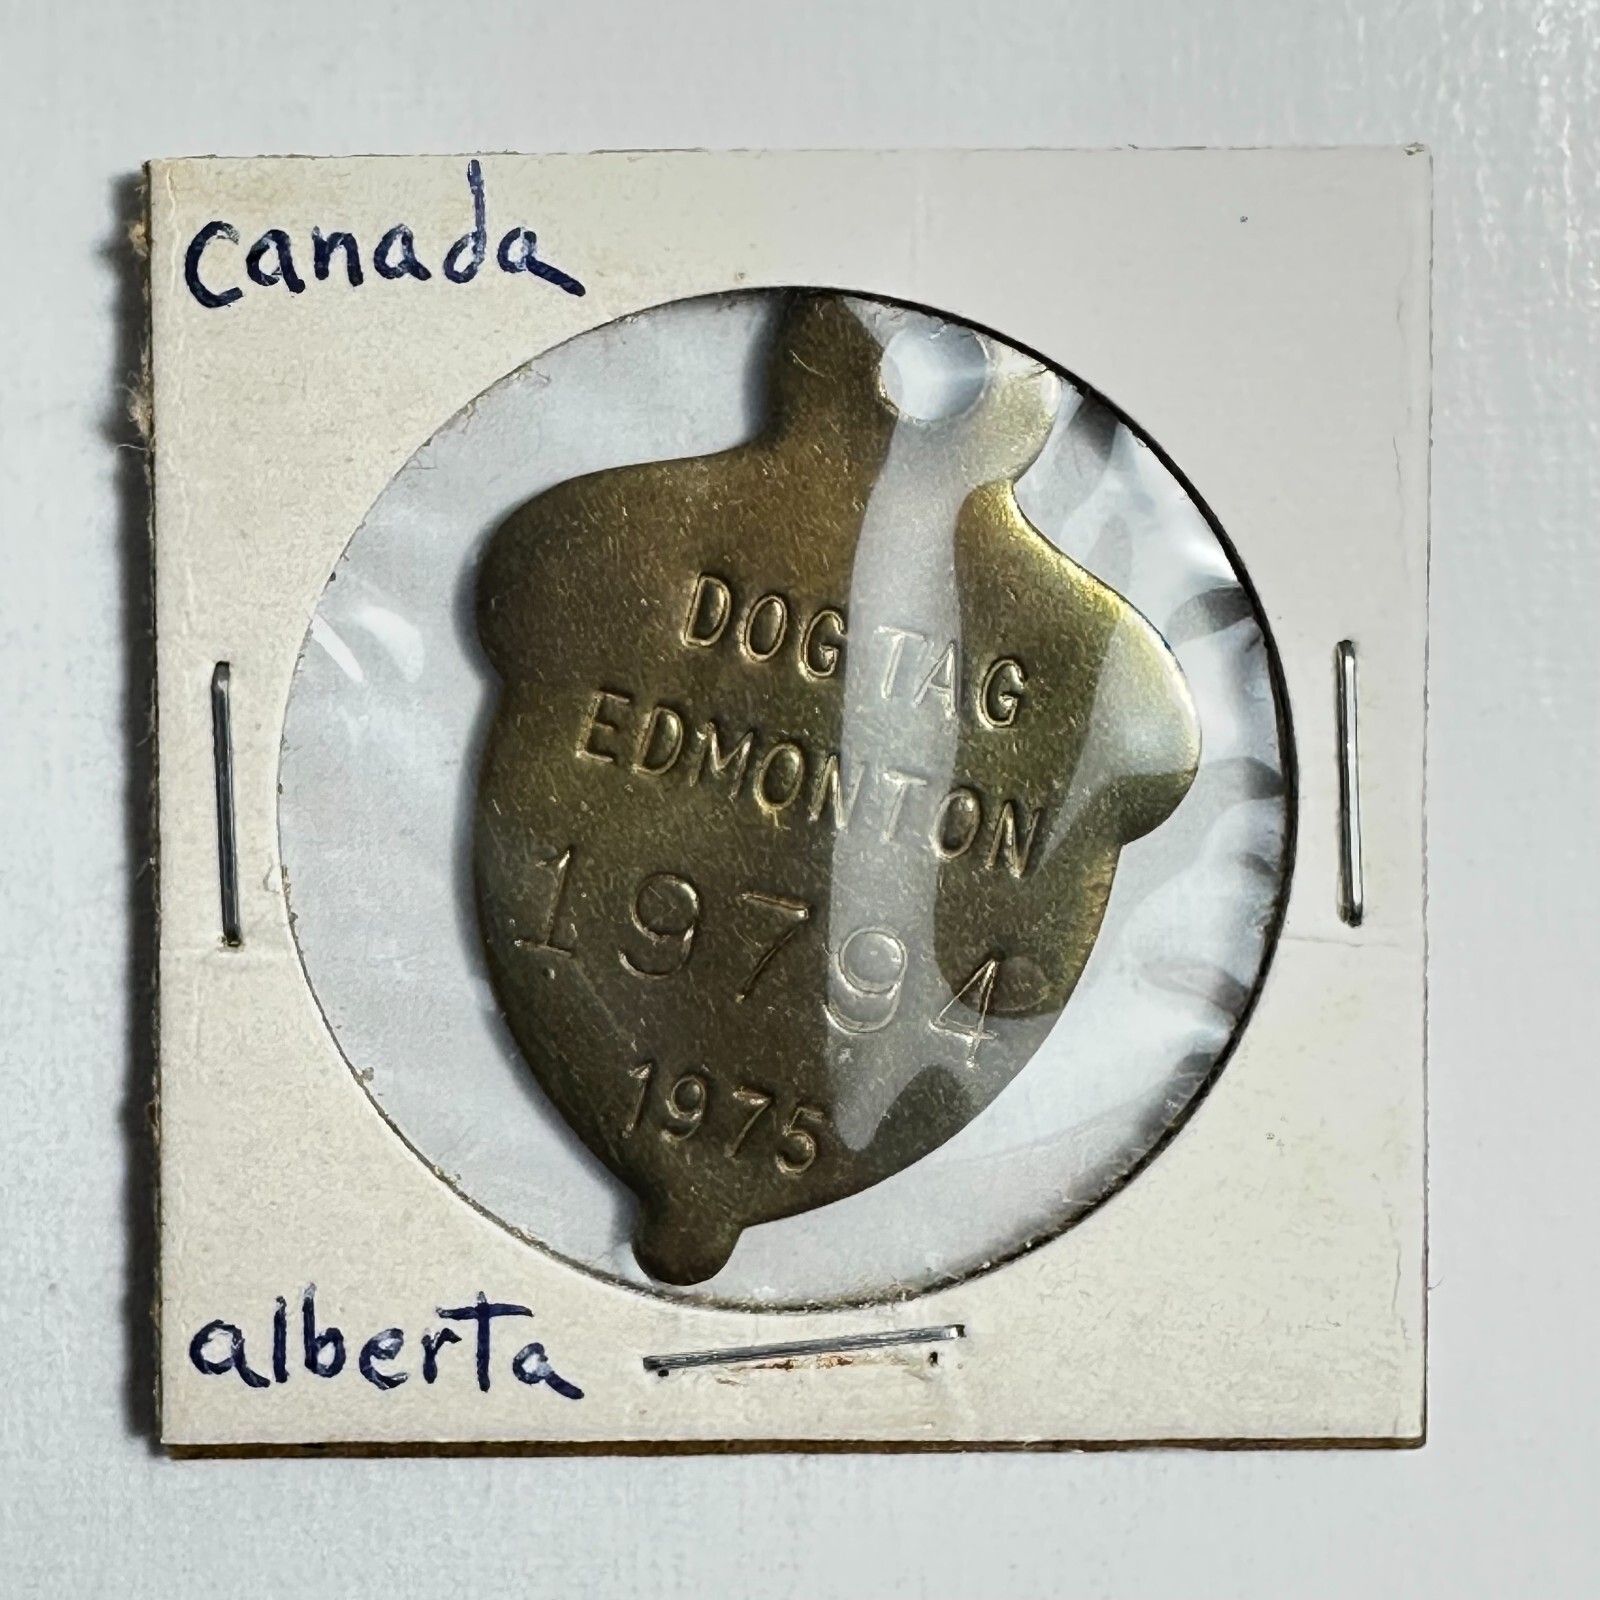 canada
DOG TAG
EDMONTON
19794
1975
alberta